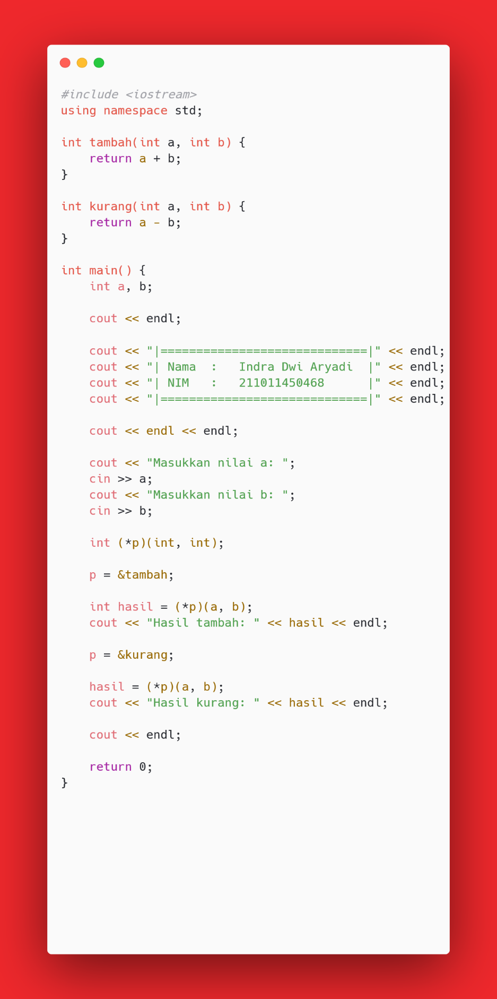 #include <iostream>
using namespace std;

int tambah(int a, int b) {
    return a + b;
}

int kurang(int a, int b) {
    return a - b;
}

int main() {
    int a, b;

    cout << endl;

    cout << "|=============================|" << endl;
    cout << "| Nama  :   Indra Dwi Aryadi  |" << endl;
    cout << "| NIM   :   211011450468      |" << endl;
    cout << "|=============================|" << endl;

    cout << endl << endl;

    cout << "Masukkan nilai a: ";
    cin >> a;
    cout << "Masukkan nilai b: ";
    cin >> b;

    int (*p)(int, int);

    p = &tambah;

    int hasil = (*p)(a, b);
    cout << "Hasil tambah: " << hasil << endl;

    p = &kurang;

    hasil = (*p)(a, b);
    cout << "Hasil kurang: " << hasil << endl;

    cout << endl;

    return 0;
}